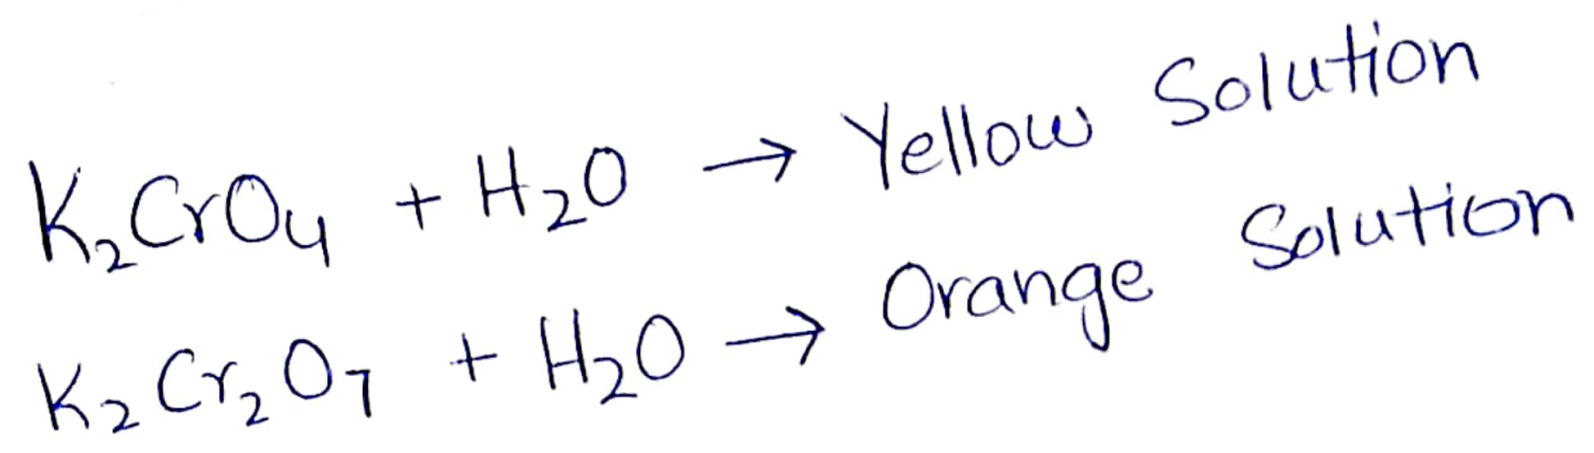 K₂CrO₄ + H₂O → Yellow Solution
K₂Cr₂O₇ + H₂O → Orange Solution